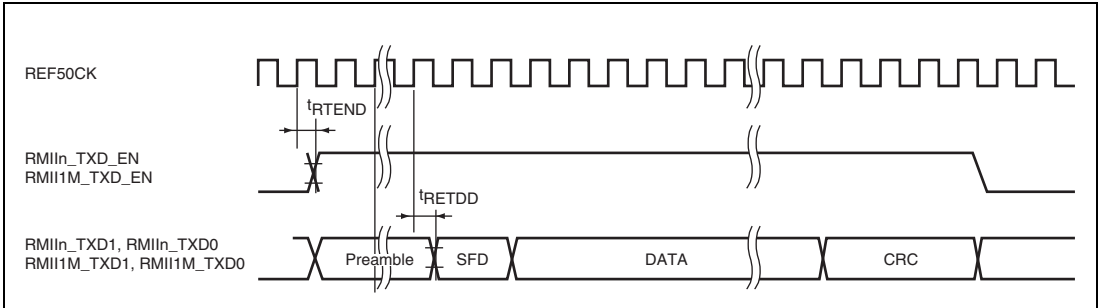 REF50CK
tRTEND
RMIIn_TXD_EN
RMII1M_TXD_EN
tRETDD
RMIIn_TXD1, RMIIn_TXD0
RMII1M_TXD1, RMII1M_TXD0
Preamble SFD DATA CRC